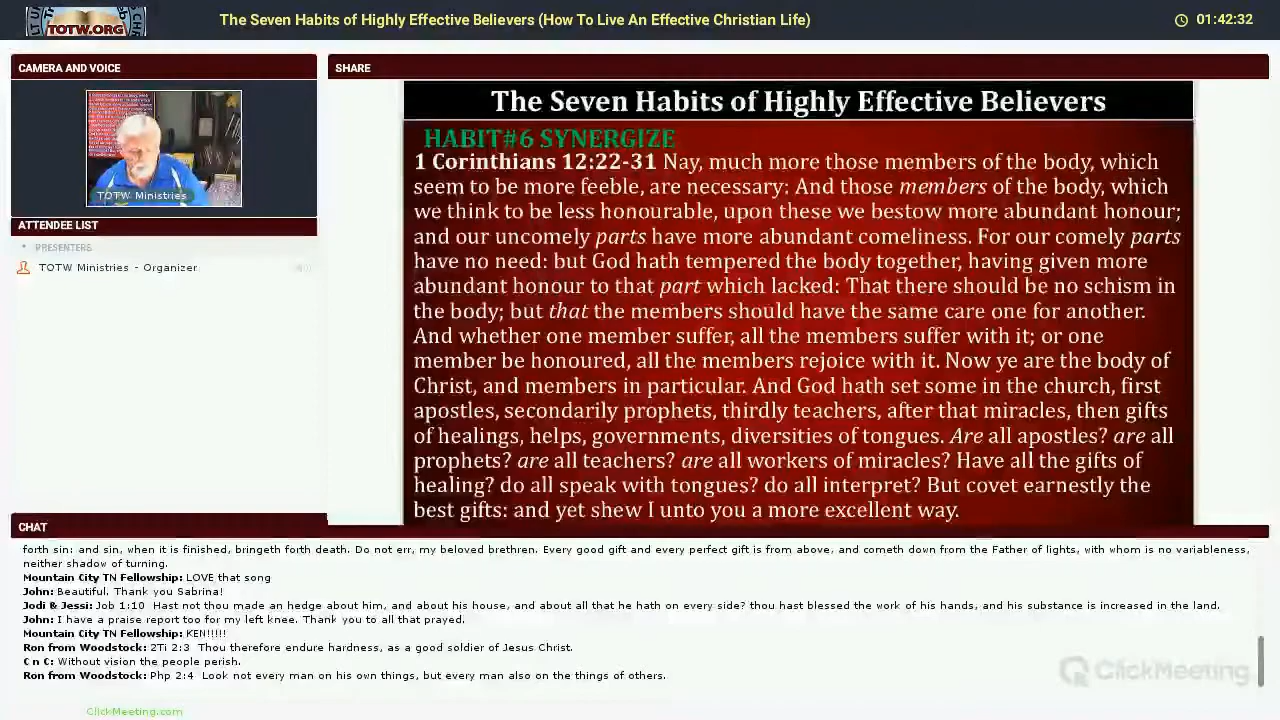 TOTW.ORG
The Seven Habits of Highly Effective Believers (How To Live An Effective Christian Life)
01:42:32
CAMERA AND VOICE
TOTW Ministries
ATTENDEE LIST
PRESENTERS
TOTW Ministries - Organizer
SHARE
The Seven Habits of Highly Effective Believers
HABIT#6 SYNERGIZE
1 Corinthians 12:22-31 Nay, much more those members of the body, which
seem to be more feeble, are necessary: And those members of the body, which
we think to be less honourable, upon these we bestow more abundant honour;
and our uncomely parts have more abundant comeliness. For our comely parts
have no need: but God hath tempered the body together, having given more
abundant honour to that part which lacked: That there should be no schism in
the body; but that the members should have the same care one for another.
And whether one member suffer, all the members suffer with it; or one
member be honoured, all the members rejoice with it. Now ye are the body of
Christ, and members in particular. And God hath set some in the church, first
apostles, secondarily prophets, thirdly teachers, after that miracles, then gifts
of healings, helps, governments, diversities of tongues. Are all apostles? are all
prophets? are all teachers? are all workers of miracles? Have all the gifts of
healing? do all speak with tongues? do all interpret? But covet earnestly the
best gifts: and yet shew I unto you a more excellent way.
CHAT
forth sin: and sin, when it is finished, bringeth forth death. Do not err, my beloved brethren. Every good gift and every perfect gift is from above, and cometh down from the Father of lights, with whom is no variableness,
neither shadow of turning.
Mountain City TN Fellowship: LOVE that song
John: Beautiful. Thank you Sabrina!
Jodi & Jessi: Job 1:10 Hast not thou made an hedge about him, and about his house, and about all that he hath on every side? thou hast blessed the work of his hands, and his substance is increased in the land.
John: I have a praise report too for my left knee. Thank you to all that prayed.
Mountain City TN Fellowship: KEN!!!!!
Ron from Woodstock: 2Ti 2:3 Thou therefore endure hardness, as a good soldier of Jesus Christ.
C n C: Without vision the people perish.
Ron from Woodstock: Php 2:4 Look not every man on his own things, but every man also on the things of others.
ClickMeeting
ClickMeeting.com